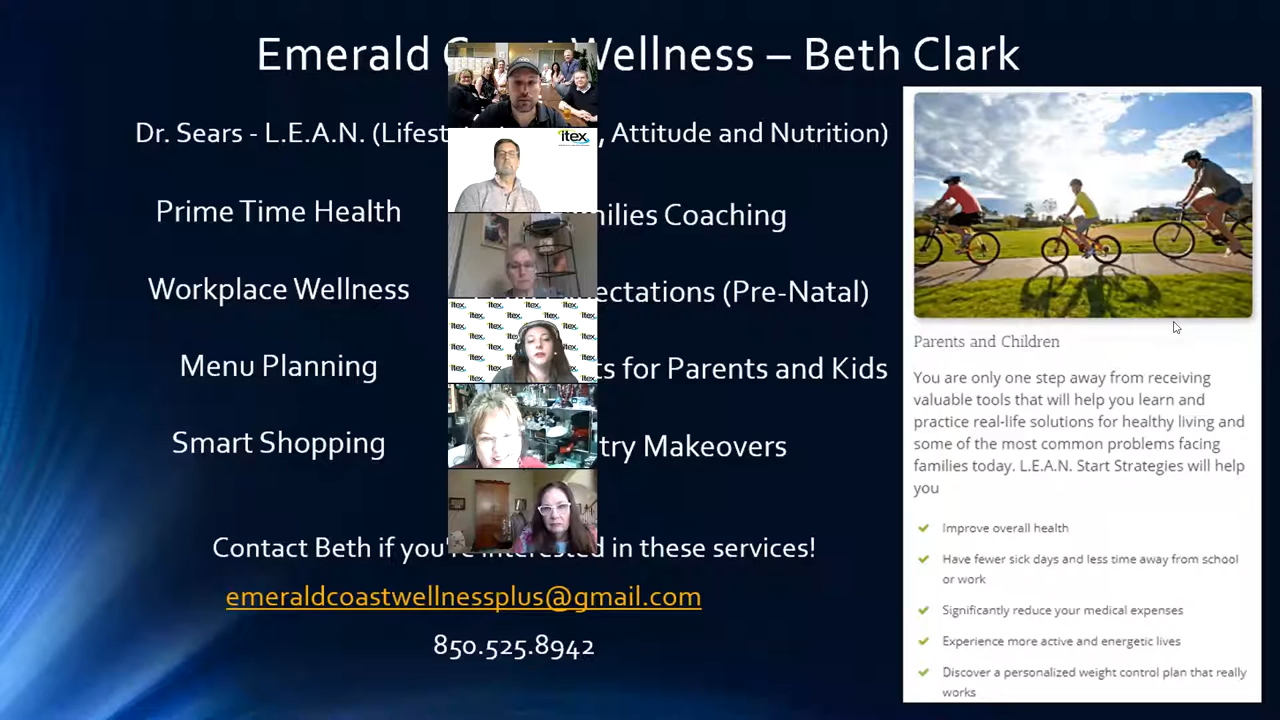 Emerald Wellness – Beth Clark
Dr. Sears - L.E.A.N. ( , Attitude and Nutrition)
Prime Time Health
Coaching
Workplace Wellness
(Pre-Natal)
Menu Planning
for Parents and Kids
Smart Shopping
Makeovers
Contact Beth if you're interested in these services!
emeraldcoastwellnessplus@gmail.com
850.525.8942
itex
Parents and Children
You are only one step away from receiving
valuable tools that will help you learn and
practice real-life solutions for healthy living and
some of the most common problems facing
families today. L.E.A.N. Start Strategies will help
you
Improve overall health
Have fewer sick days and less time away from school
or work
Significantly reduce your medical expenses
Experience more active and energetic lives
Discover a personalized weight control plan that really
works